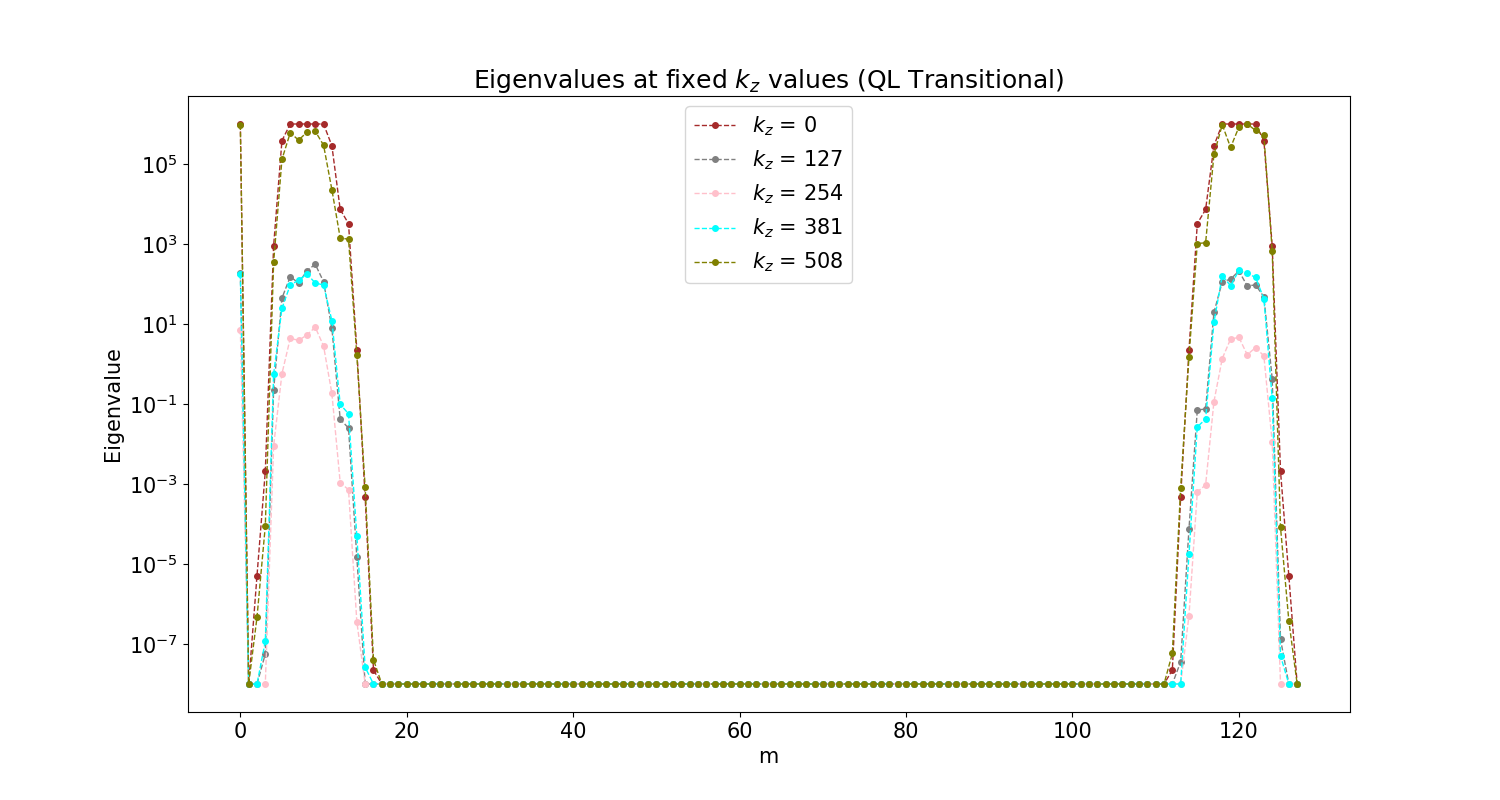 Eigenvalues at fixed $k_z$ values (QL Transitional)
$k_z$ = 0
$k_z$ = 127
$k_z$ = 254
$k_z$ = 381
$k_z$ = 508
Eigenvalue
$10^5$
$10^3$
$10^1$
$10^{-1}$
$10^{-3}$
$10^{-5}$
$10^{-7}$
0 20 40 60 80 100 120
m